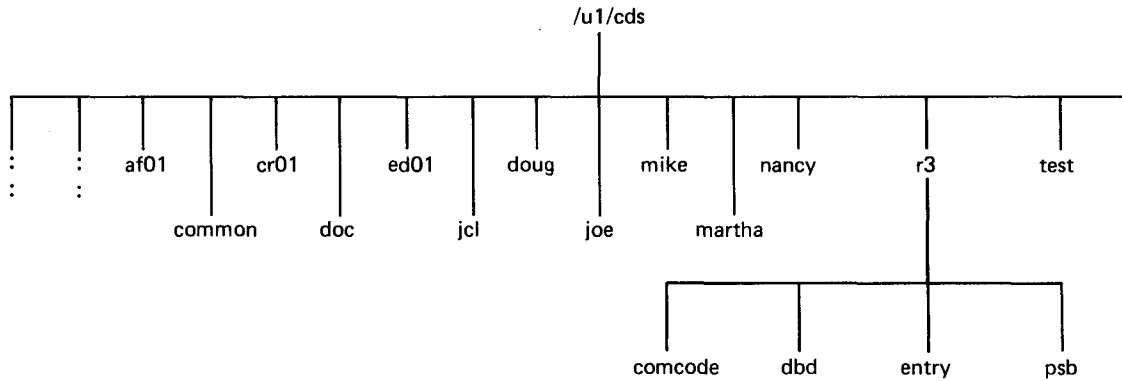 /u1/cds
: : af01 cr01 ed01 doug mike nancy r3 test
: :
common doc jcl joe martha
comcode dbd entry psb